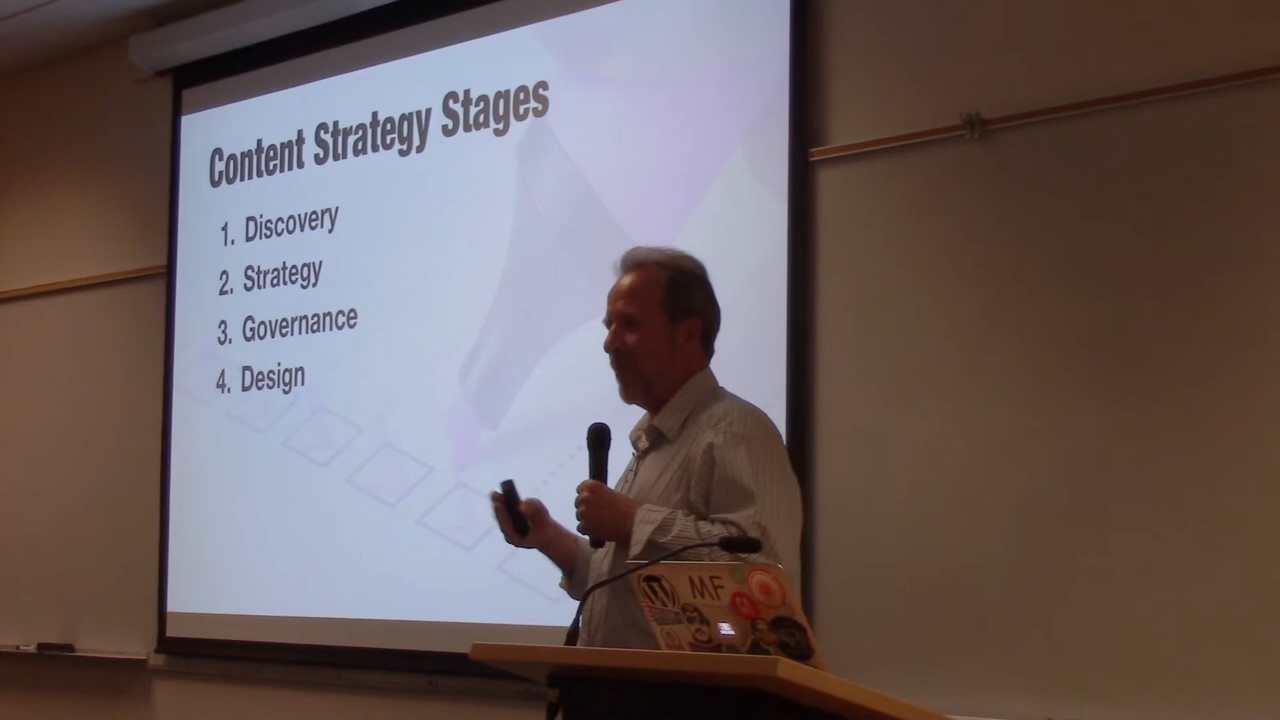 Content Strategy Stages
1. Discovery
2. Strategy
3. Governance
4. Design
MF